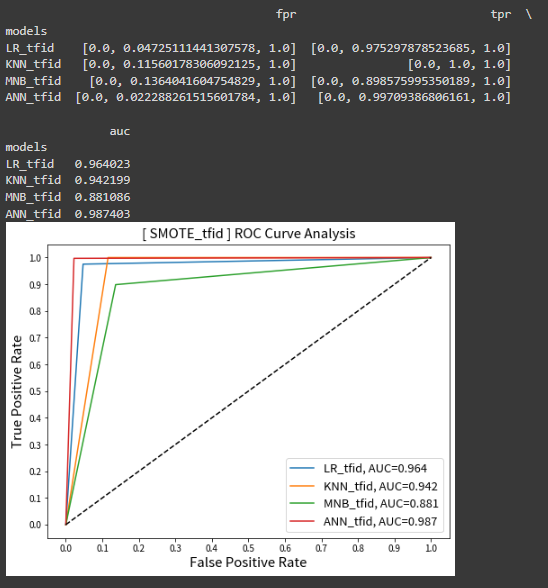 fpr tpr \
models
LR_tfid [0.0, 0.04725111441307578, 1.0] [0.0, 0.975297878523685, 1.0]
KNN_tfid [0.0, 0.11560178306092125, 1.0] [0.0, 1.0, 1.0]
MNB_tfid [0.0, 0.1364041604754829, 1.0] [0.0, 0.898575995350189, 1.0]
ANN_tfid [0.0, 0.022288261515601784, 1.0] [0.0, 0.99709386806161, 1.0]
auc
models
LR_tfid 0.964023
KNN_tfid 0.942199
MNB_tfid 0.881086
ANN_tfid 0.987403
[ SMOTE_tfid ] ROC Curve Analysis
True Positive Rate
1.0
0.9
0.8
0.7
0.6
0.5
0.4
0.3
0.2
0.1
0.0
LR_tfid, AUC=0.964
KNN_tfid, AUC=0.942
MNB_tfid, AUC=0.881
ANN_tfid, AUC=0.987
0.0 0.1 0.2 0.3 0.4 0.5 0.6 0.7 0.8 0.9 1.0
False Positive Rate